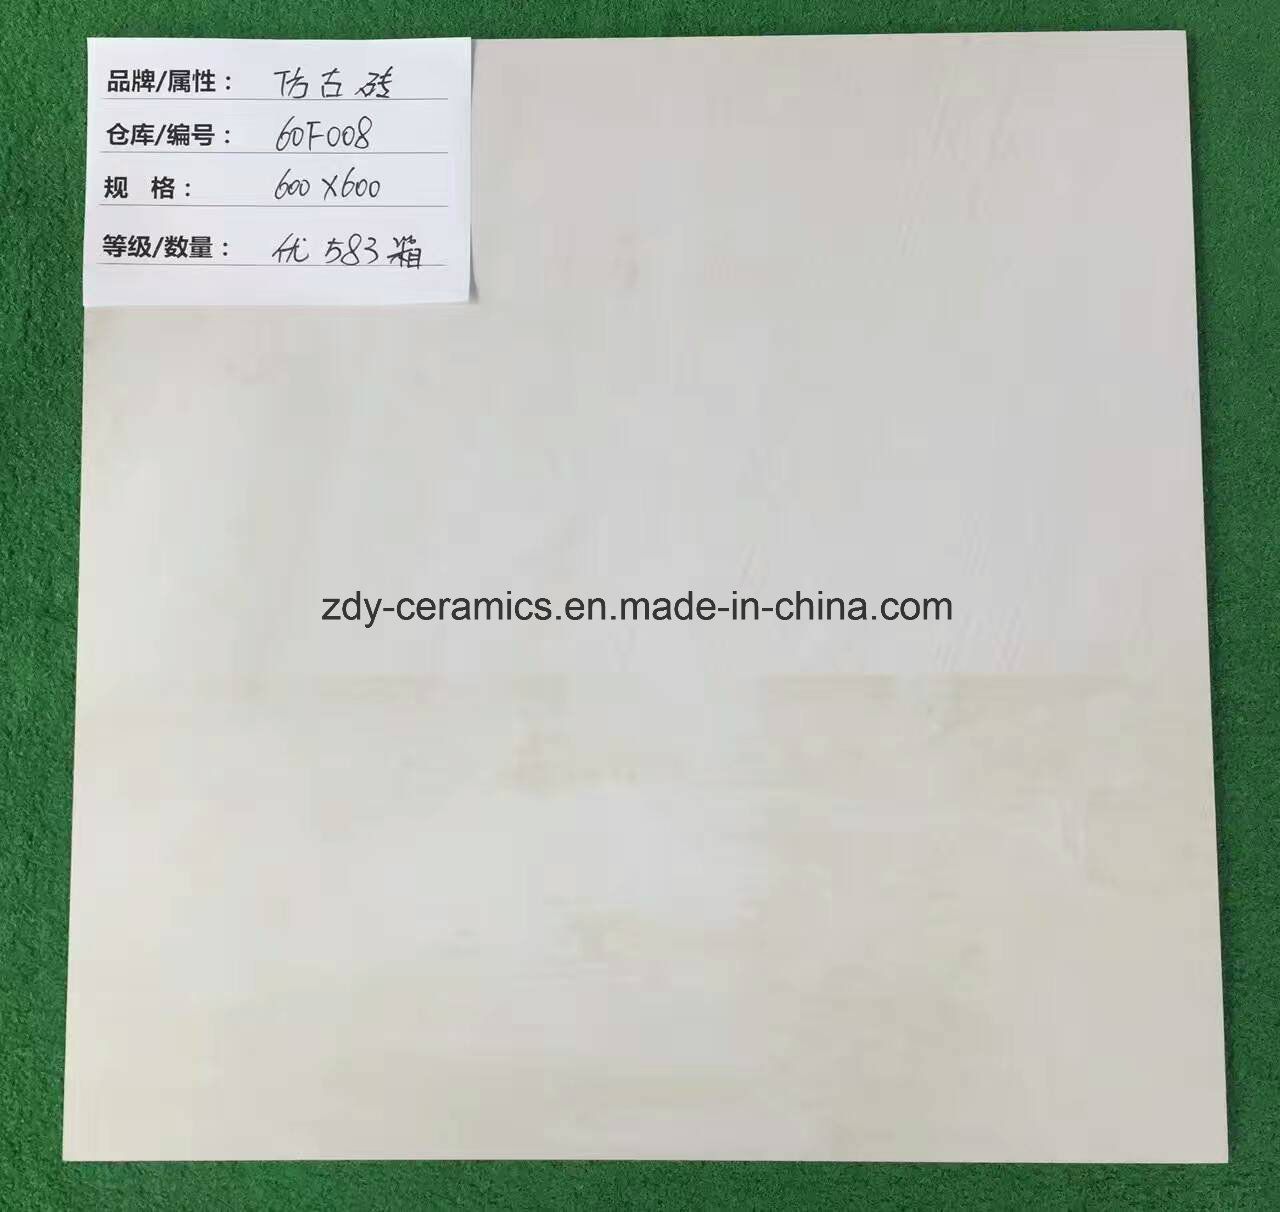 品牌/属性： 仿古砖
仓库/编号： 60F008
规 格： 600X600
等级/数量： 优 583箱
zdy-ceramics.en.made-in-china.com